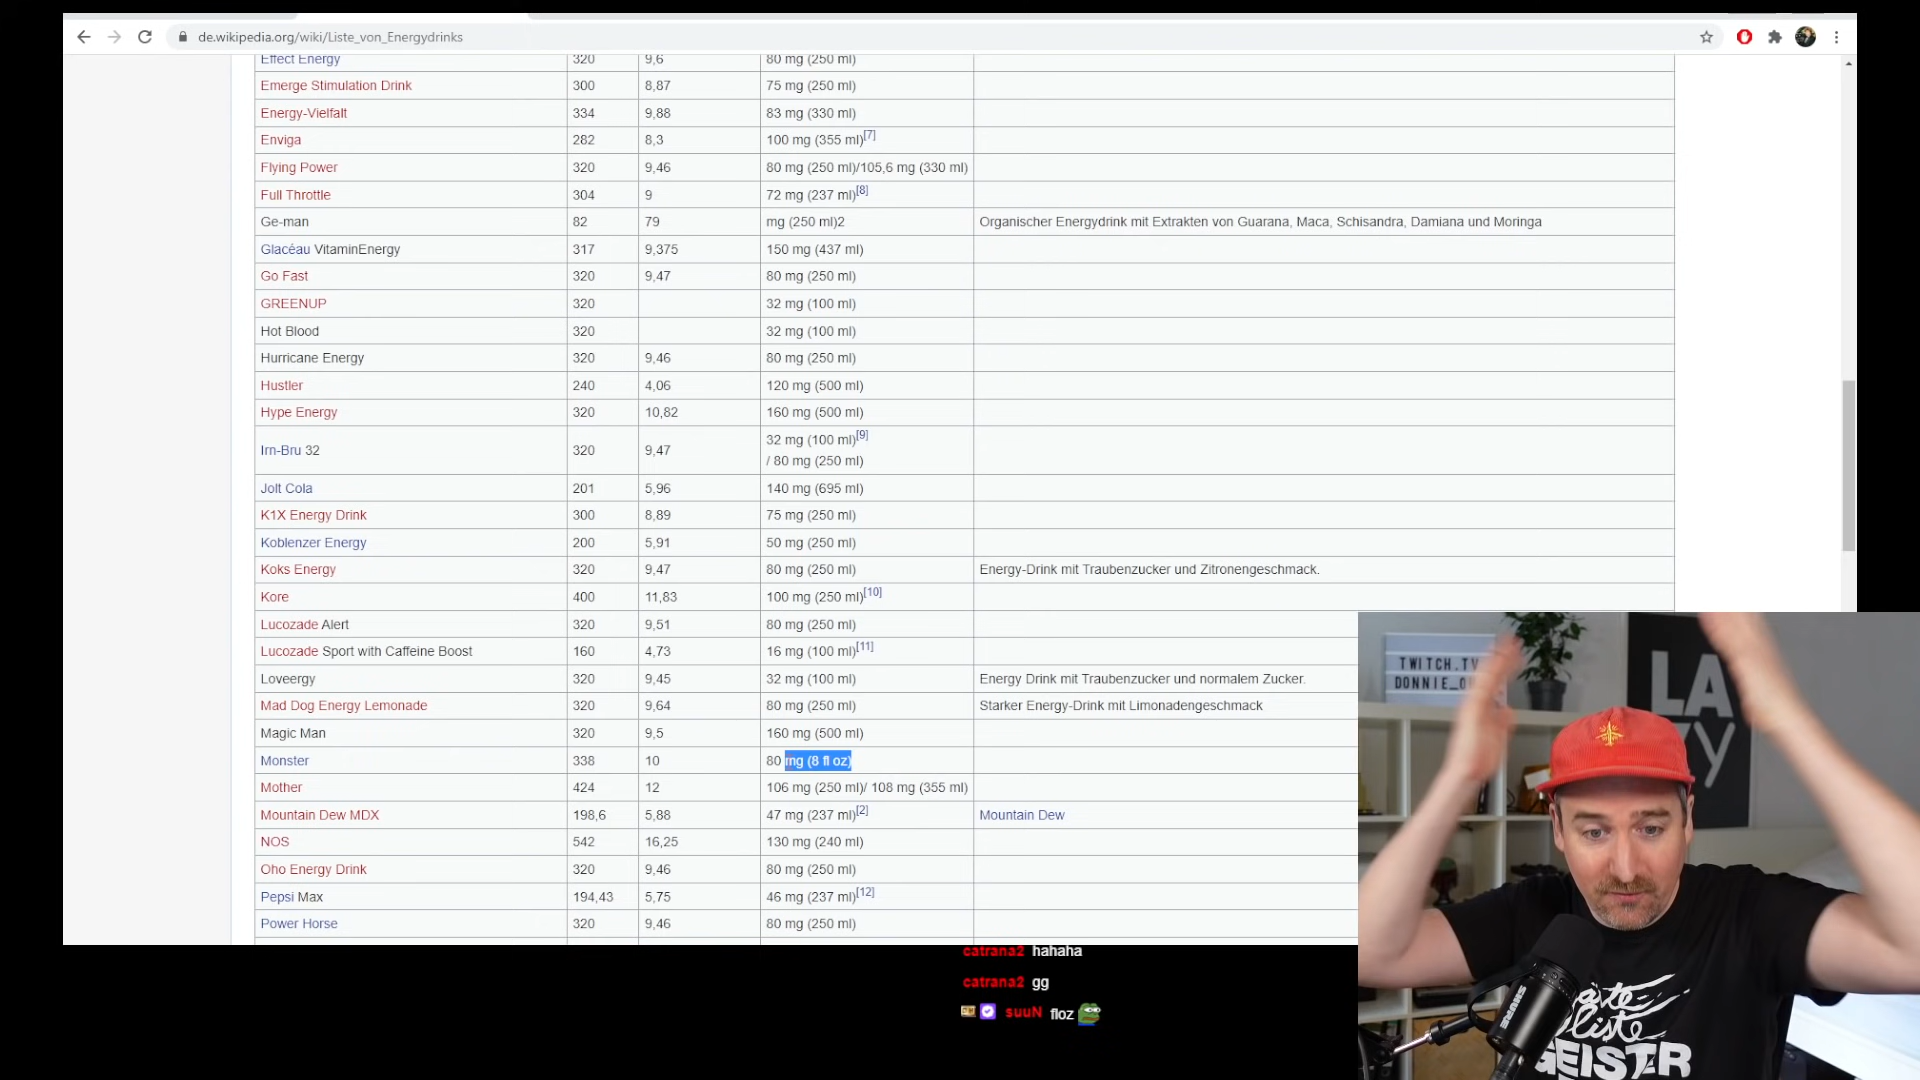 de.wikipedia.org/wiki/Liste_von_Energydrinks
Effect Energy 320 9,6 80 mg (250 ml)
Emerge Stimulation Drink 300 8,87 75 mg (250 ml)
Energy-Vielfalt 334 9,88 83 mg (330 ml)
Enviga 282 8,3 100 mg (355 ml)[7]
Flying Power 320 9,46 80 mg (250 ml)/105,6 mg (330 ml)
Full Throttle 304 9 72 mg (237 ml)[8]
Ge-man 82 79 mg (250 ml)2 Organischer Energydrink mit Extrakten von Guarana, Maca, Schisandra, Damiana und Moringa
Glacéau VitaminEnergy 317 9,375 150 mg (437 ml)
Go Fast 320 9,47 80 mg (250 ml)
GREENUP 320 32 mg (100 ml)
Hot Blood 320 32 mg (100 ml)
Hurricane Energy 320 9,46 80 mg (250 ml)
Hustler 240 4,06 120 mg (500 ml)
Hype Energy 320 10,82 160 mg (500 ml)
Irn-Bru 32 320 9,47 32 mg (100 ml)[9]
/ 80 mg (250 ml)
Jolt Cola 201 5,96 140 mg (695 ml)
K1X Energy Drink 300 8,89 75 mg (250 ml)
Koblenzer Energy 200 5,91 50 mg (250 ml)
Koks Energy 320 9,47 80 mg (250 ml) Energy-Drink mit Traubenzucker und Zitronengeschmack.
Kore 400 11,83 100 mg (250 ml)[10]
Lucozade Alert 320 9,51 80 mg (250 ml)
Lucozade Sport with Caffeine Boost 160 4,73 16 mg (100 ml)[11]
Loveergy 320 9,45 32 mg (100 ml) Energy Drink mit Traubenzucker und normalem Zucker.
Mad Dog Energy Lemonade 320 9,64 80 mg (250 ml) Starker Energy-Drink mit Limonadengeschmack
Magic Man 320 9,5 160 mg (500 ml)
Monster 338 10 80 mg (8 fl oz)
Mother 424 12 106 mg (250 ml)/ 108 mg (355 ml)
Mountain Dew MDX 198,6 5,88 47 mg (237 ml)[2] Mountain Dew
NOS 542 16,25 130 mg (240 ml)
Oho Energy Drink 320 9,46 80 mg (250 ml)
Pepsi Max 194,43 5,75 46 mg (237 ml)[12]
Power Horse 320 9,46 80 mg (250 ml)
TWITCH.TV
DONNIE_O
LA
ZY
SHURE
liste
GEISTER
catrana2 hahaha
catrana2 gg
suuN floz